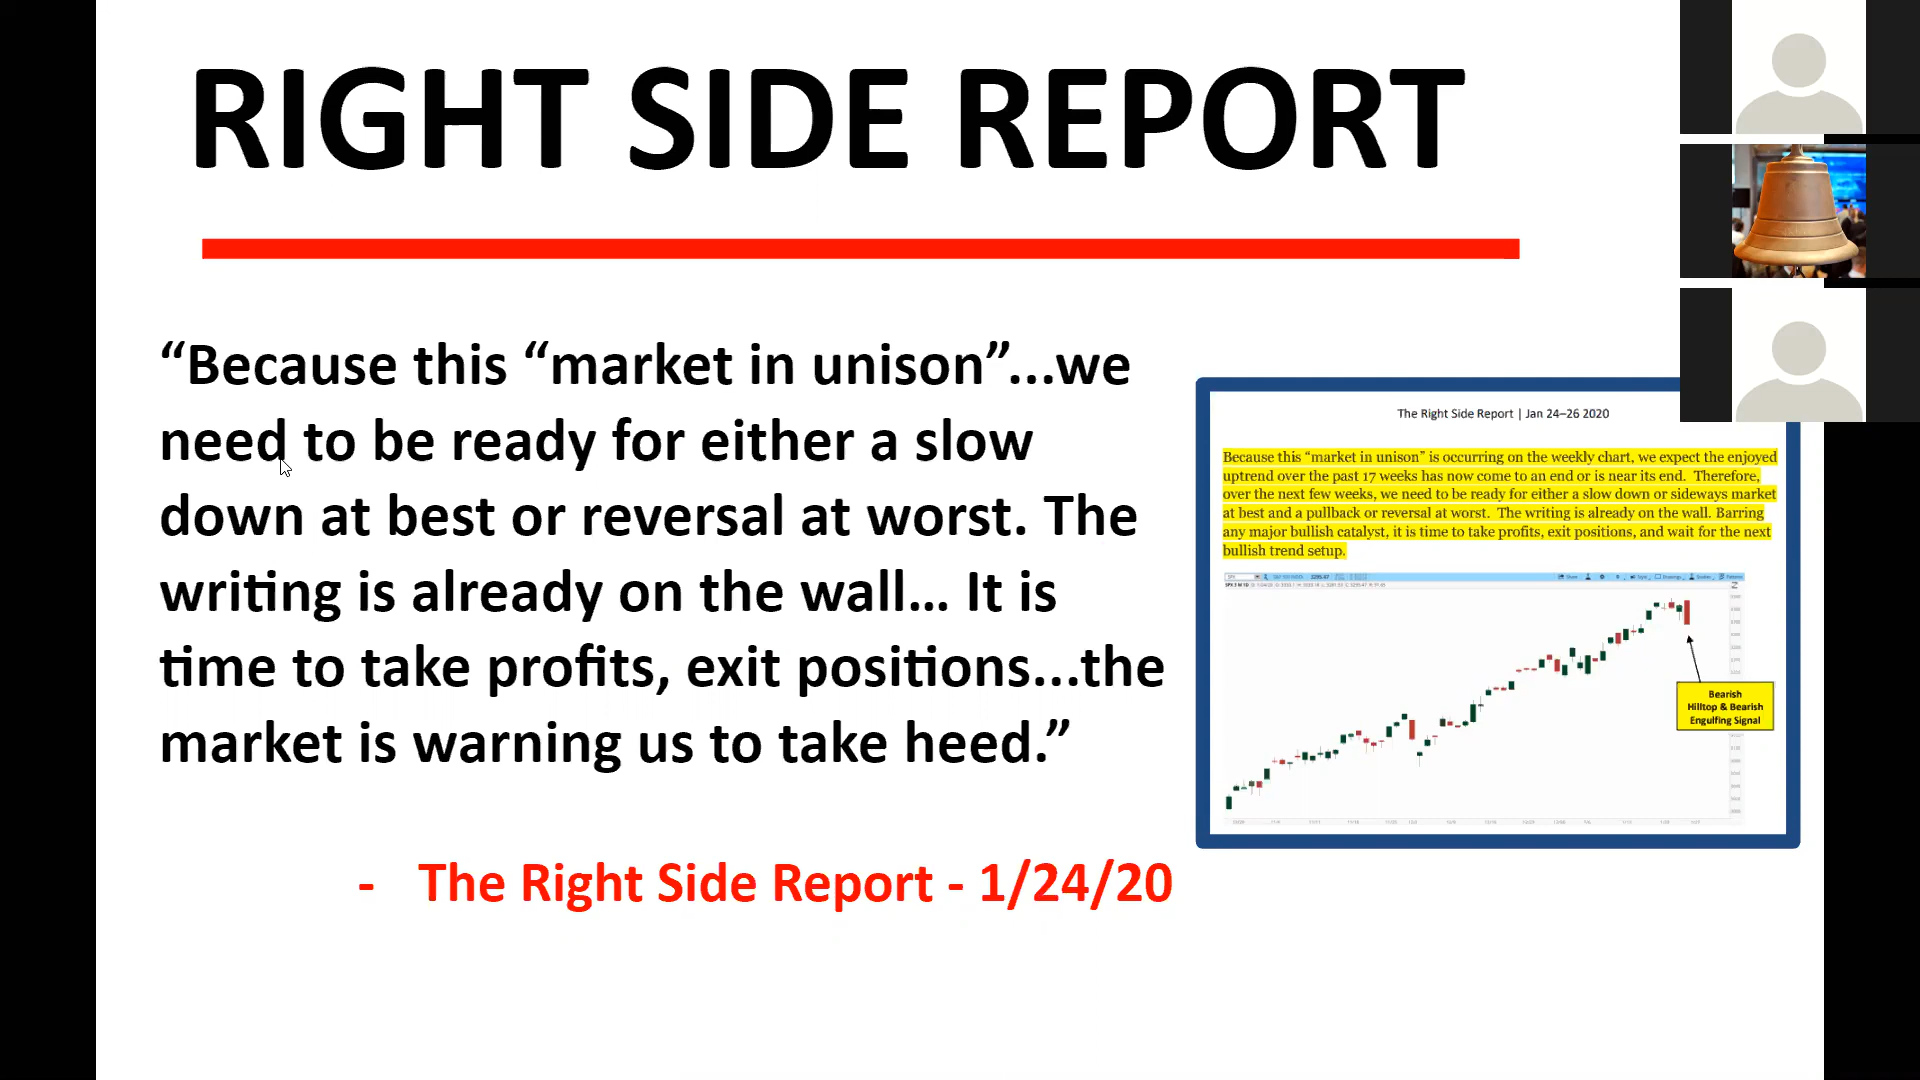 RIGHT SIDE REPORT
“Because this “market in unison”...we
need to be ready for either a slow
down at best or reversal at worst. The
writing is already on the wall... It is
time to take profits, exit positions...the
market is warning us to take heed.”
- The Right Side Report - 1/24/20
The Right Side Report | Jan 24–26 2020
Because this “market in unison” is occurring on the weekly chart, we expect the enjoyed
uptrend over the past 17 weeks has now come to an end or is near its end. Therefore,
over the next few weeks, we need to be ready for either a slow down or sideways market
at best and a pullback or reversal at worst. The writing is already on the wall. Barring
any major bullish catalyst, it is time to take profits, exit positions, and wait for the next
bullish trend setup.
Bearish
Hilltop & Bearish
Engulfing Signal